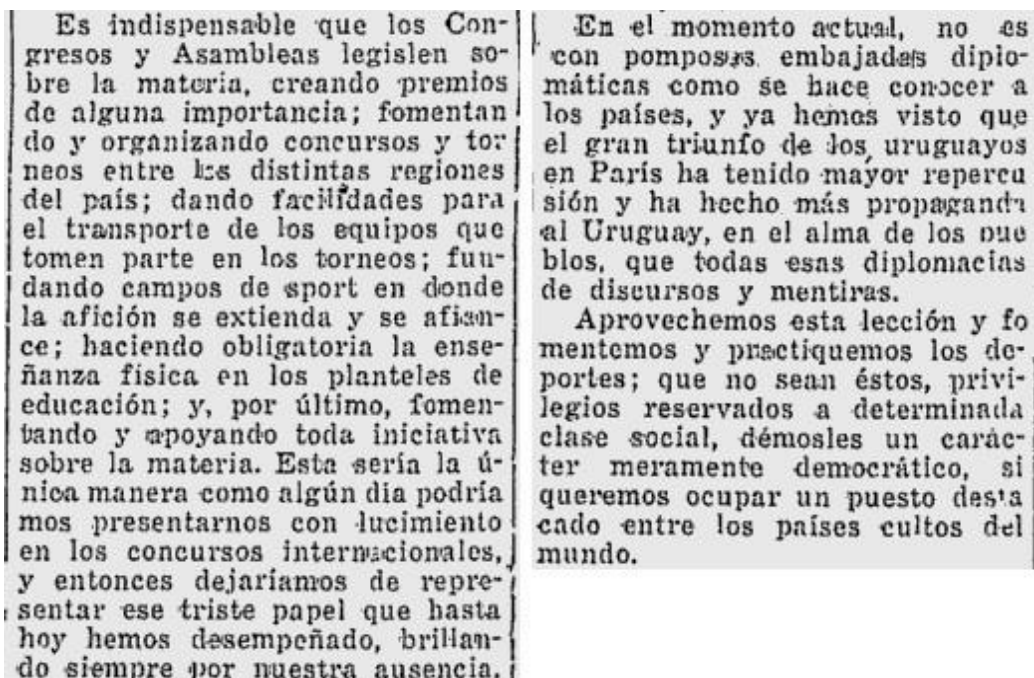 Es indispensable que los Con-
gresos y Asambleas legislen so-
bre la materia, creando premios
de alguna importancia; fomentan
do y organizando concursos y tor
neos entre las distintas regiones
del país; dando facilidades para
el transporte de los equipos que
tomen parte en los torneos; fun-
dando campos de sport en donde
la afición se extienda y se afian-
ce; haciendo obligatoria la ense-
ñanza física en los planteles de
educación; y, por último, fomen-
tando y apoyando toda iniciativa
sobre la materia. Esta sería la ú-
nica manera como algún dia podría
mos presentarnos con lucimiento
en los concursos internacionales,
y entonces dejaríamos de repre-
sentar ese triste papel que hasta
hoy hemos desempeñado, brillan-
do siempre por nuestra ausencia.
En el momento actual, no es
con pomposas embajadas diplo-
máticas como se hace conocer a
los países, y ya hemos visto que
el gran triunfo de los uruguayos
en París ha tenido mayor repercu
sión y ha hecho más propaganda
al Uruguay, en el alma de los pue
blos, que todas esas diplomacias
de discursos y mentiras.
Aprovechemos esta lección y fo
mentemos y practiquemos los de-
portes; que no sean éstos, privi-
legios reservados a determinada
clase social, démosles un carác-
ter meramente democrático, si
queremos ocupar un puesto desta
cado entre los países cultos del
mundo.